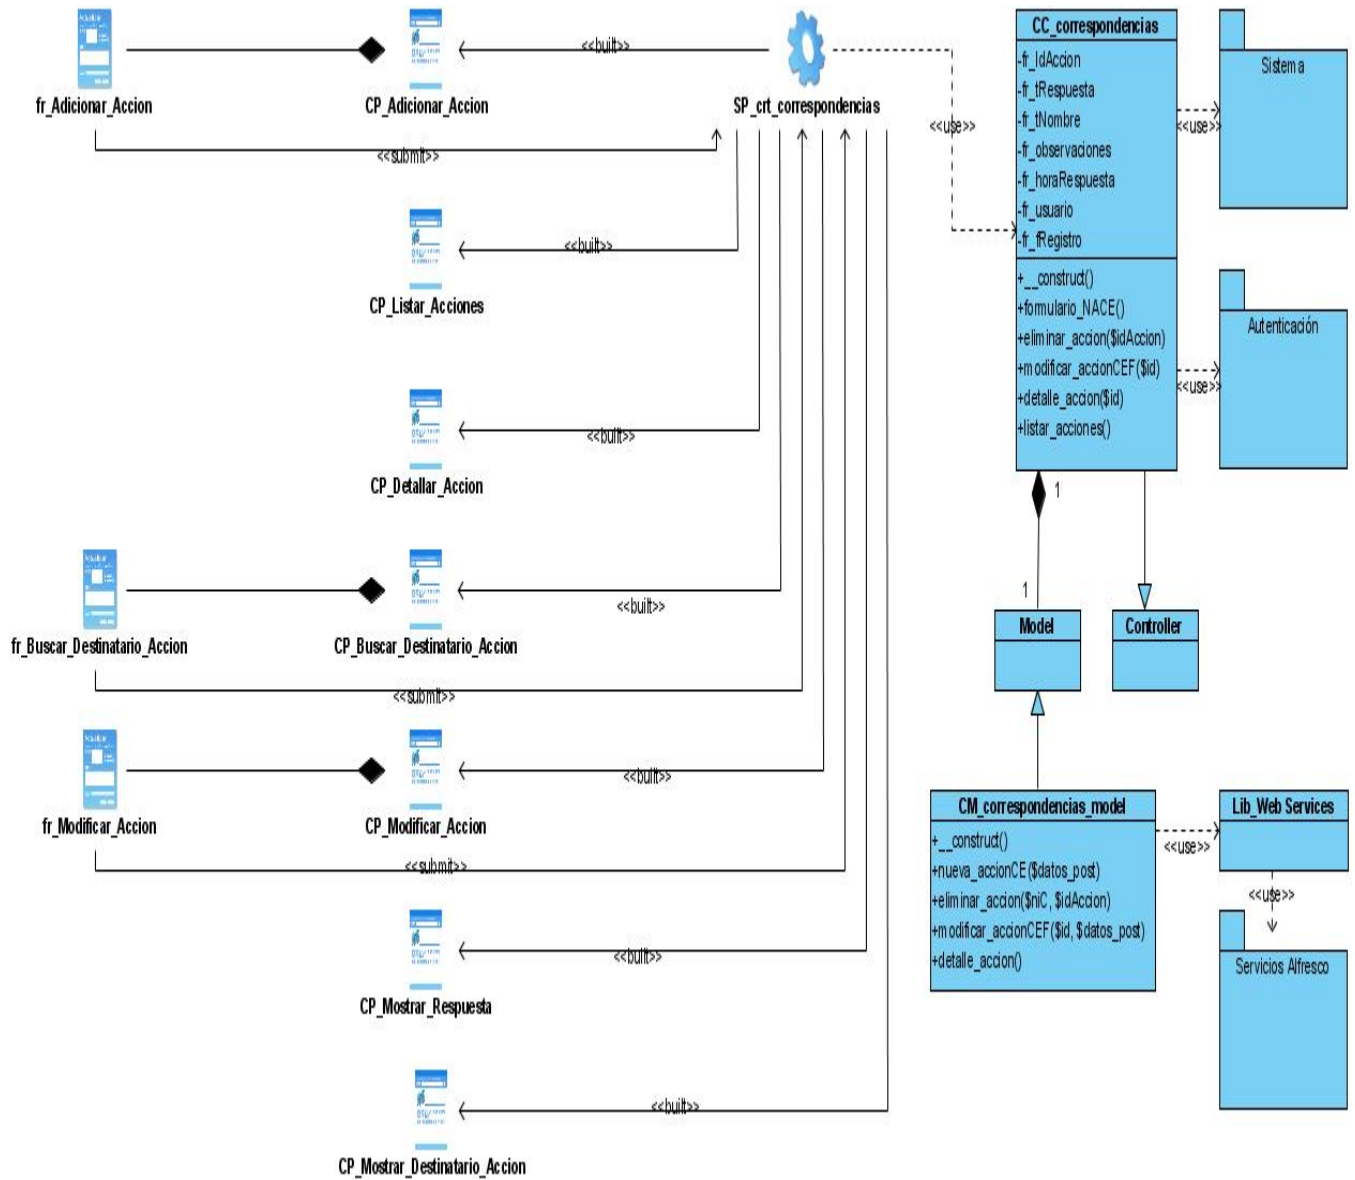 fr_Adicionar_Accion
CP_Adicionar_Accion
<<built>>
SP_crt_correspondencias
<<submit>>
<<use>>
CC_correspondencias
-fr_IdAccion
-fr_tRespuesta
-fr_tNombre
-fr_observaciones
-fr_horaRespuesta
-fr_usuario
-fr_fRegistro
+__construct()
+formulario_NACE()
+eliminar_accion($idAccion)
+modificar_accionCEF($id)
+detalle_accion($id)
+listar_acciones()
Sistema
<<use>>
Autenticación
<<use>>
<<built>>
CP_Listar_Acciones
<<built>>
CP_Detallar_Accion
1
1
Model
Controller
<<built>>
fr_Buscar_Destinatario_Accion
CP_Buscar_Destinatario_Accion
<<submit>>
<<built>>
fr_Modificar_Accion
CP_Modificar_Accion
<<submit>>
CM_correspondencias_model
+__construct()
+nueva_accionCE($datos_post)
+eliminar_accion($niC, $idAccion)
+modificar_accionCEF($id, $datos_post)
+detalle_accion()
<<use>>
Lib_Web Services
<<use>>
Servicios Alfresco
<<built>>
CP_Mostrar_Respuesta
<<built>>
CP_Mostrar_Destinatario_Accion